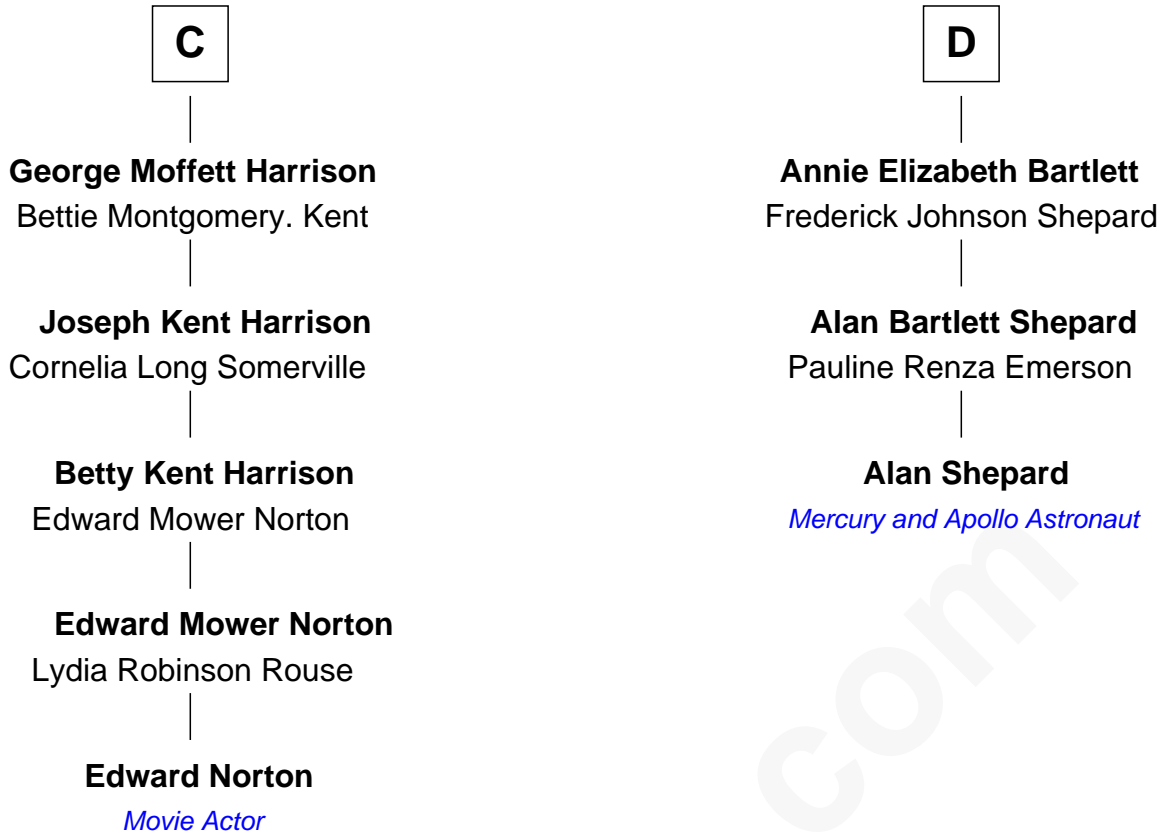 C
George Moffett Harrison
Bettie Montgomery. Kent
Joseph Kent Harrison
Cornelia Long Somerville
Betty Kent Harrison
Edward Mower Norton
Edward Mower Norton
Lydia Robinson Rouse
Edward Norton
Movie Actor
D
Annie Elizabeth Bartlett
Frederick Johnson Shepard
Alan Bartlett Shepard
Pauline Renza Emerson
Alan Shepard
Mercury and Apollo Astronaut
com